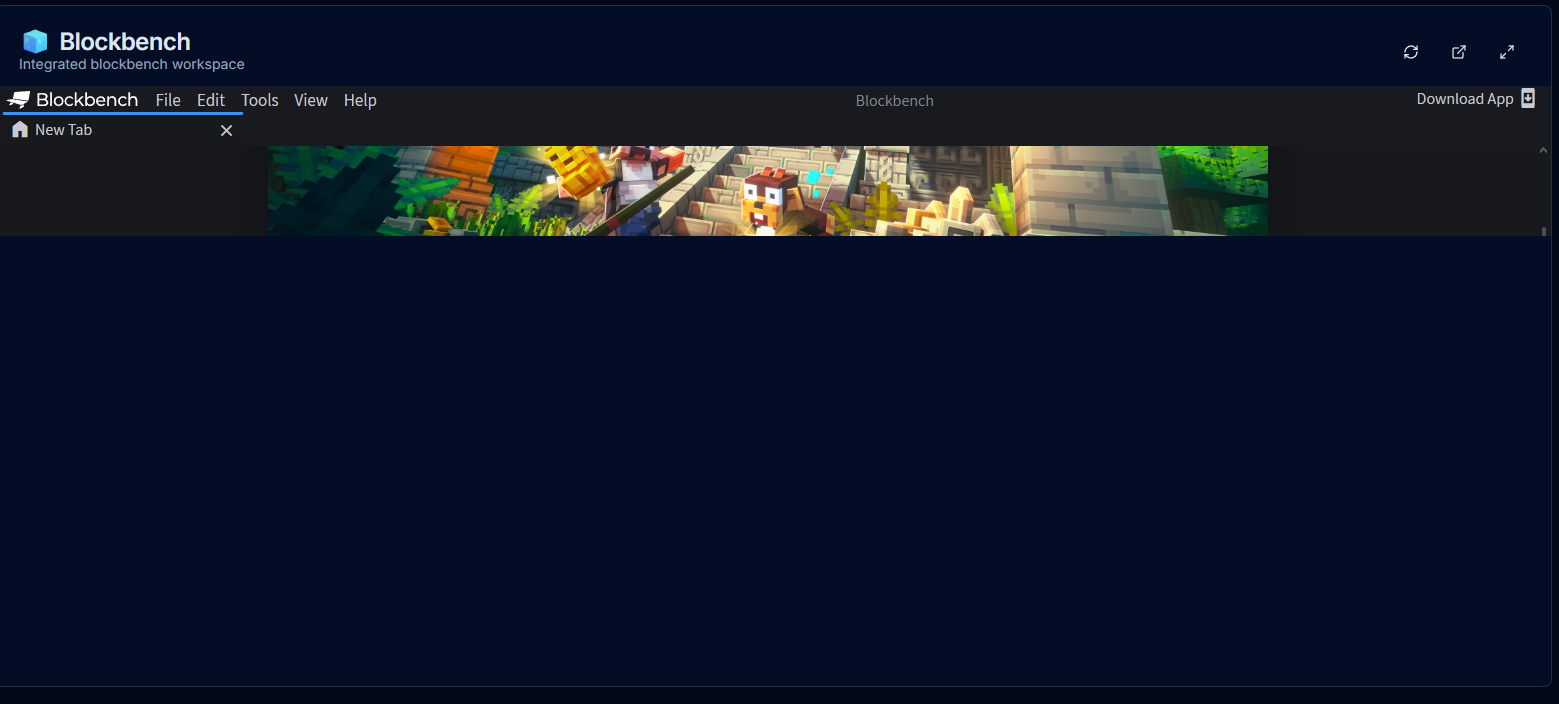 Blockbench
Integrated blockbench workspace
Blockbench File Edit Tools View Help Blockbench Download App
New Tab